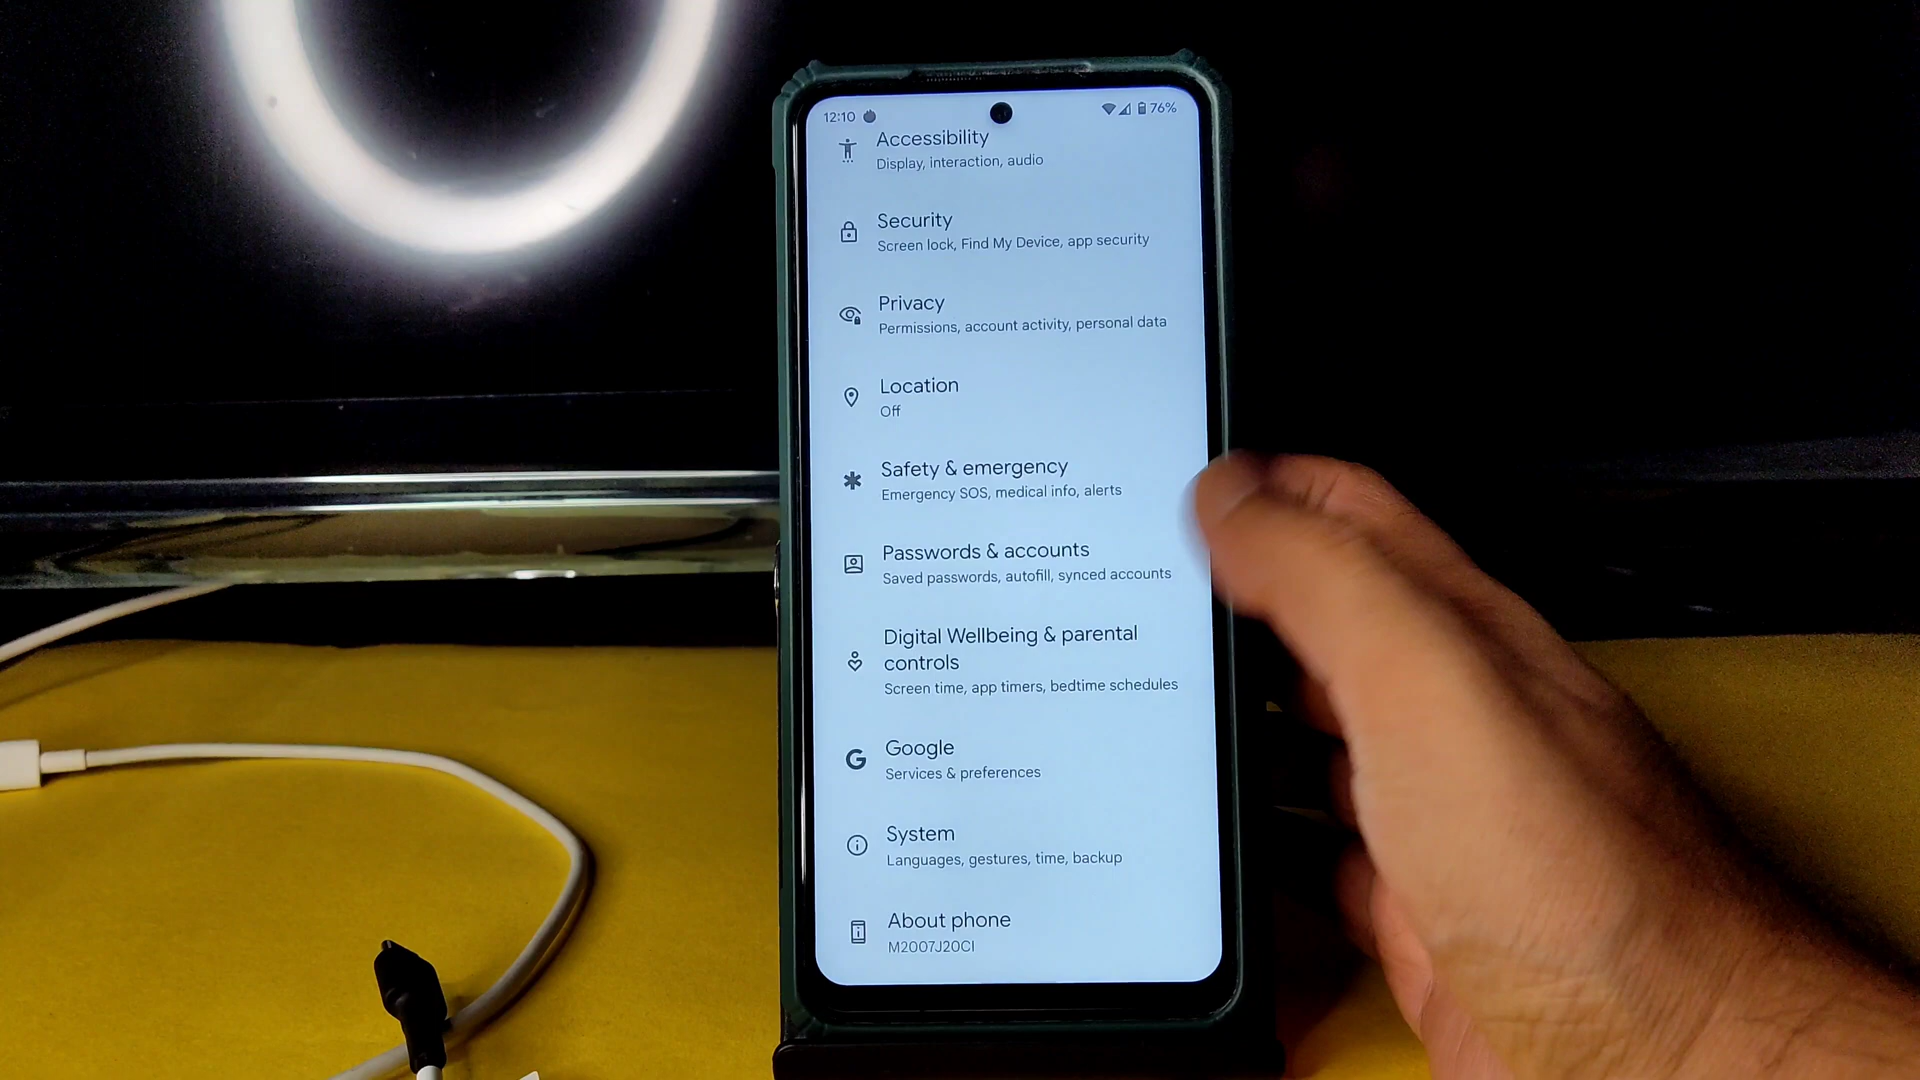 12:10 76%
Accessibility
Display, interaction, audio
Security
Screen lock, Find My Device, app security
Privacy
Permissions, account activity, personal data
Location
Off
Safety & emergency
Emergency SOS, medical info, alerts
Passwords & accounts
Saved passwords, autofill, synced accounts
Digital Wellbeing & parental
controls
Screen time, app timers, bedtime schedules
Google
Services & preferences
System
Languages, gestures, time, backup
About phone
M2007J20CI